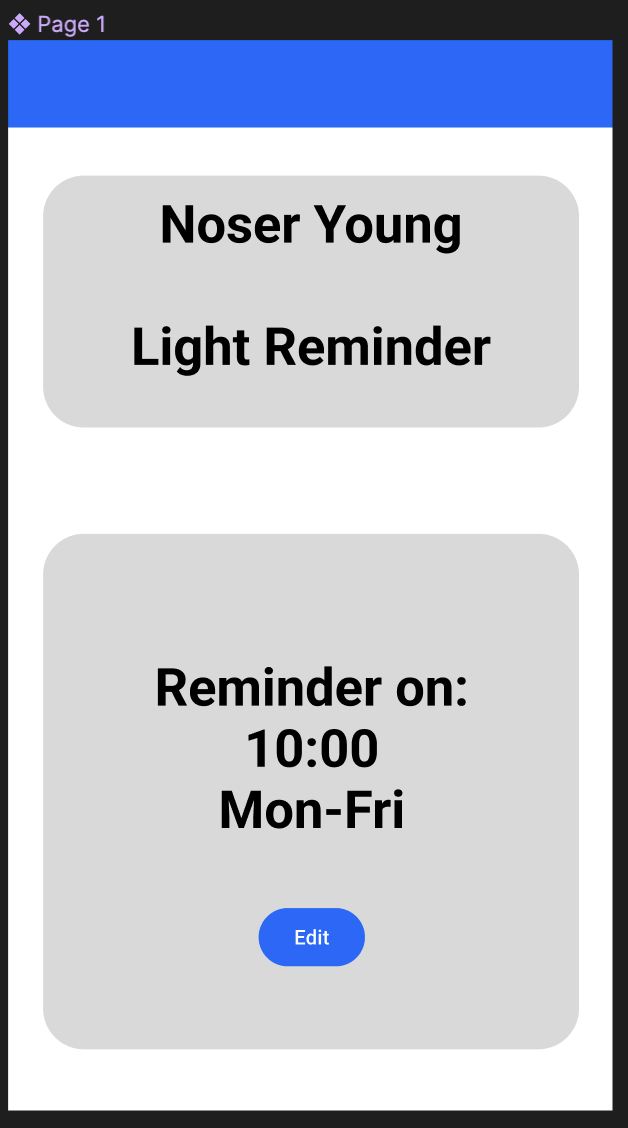 Page 1
Noser Young
Light Reminder
Reminder on:
10:00
Mon-Fri
Edit